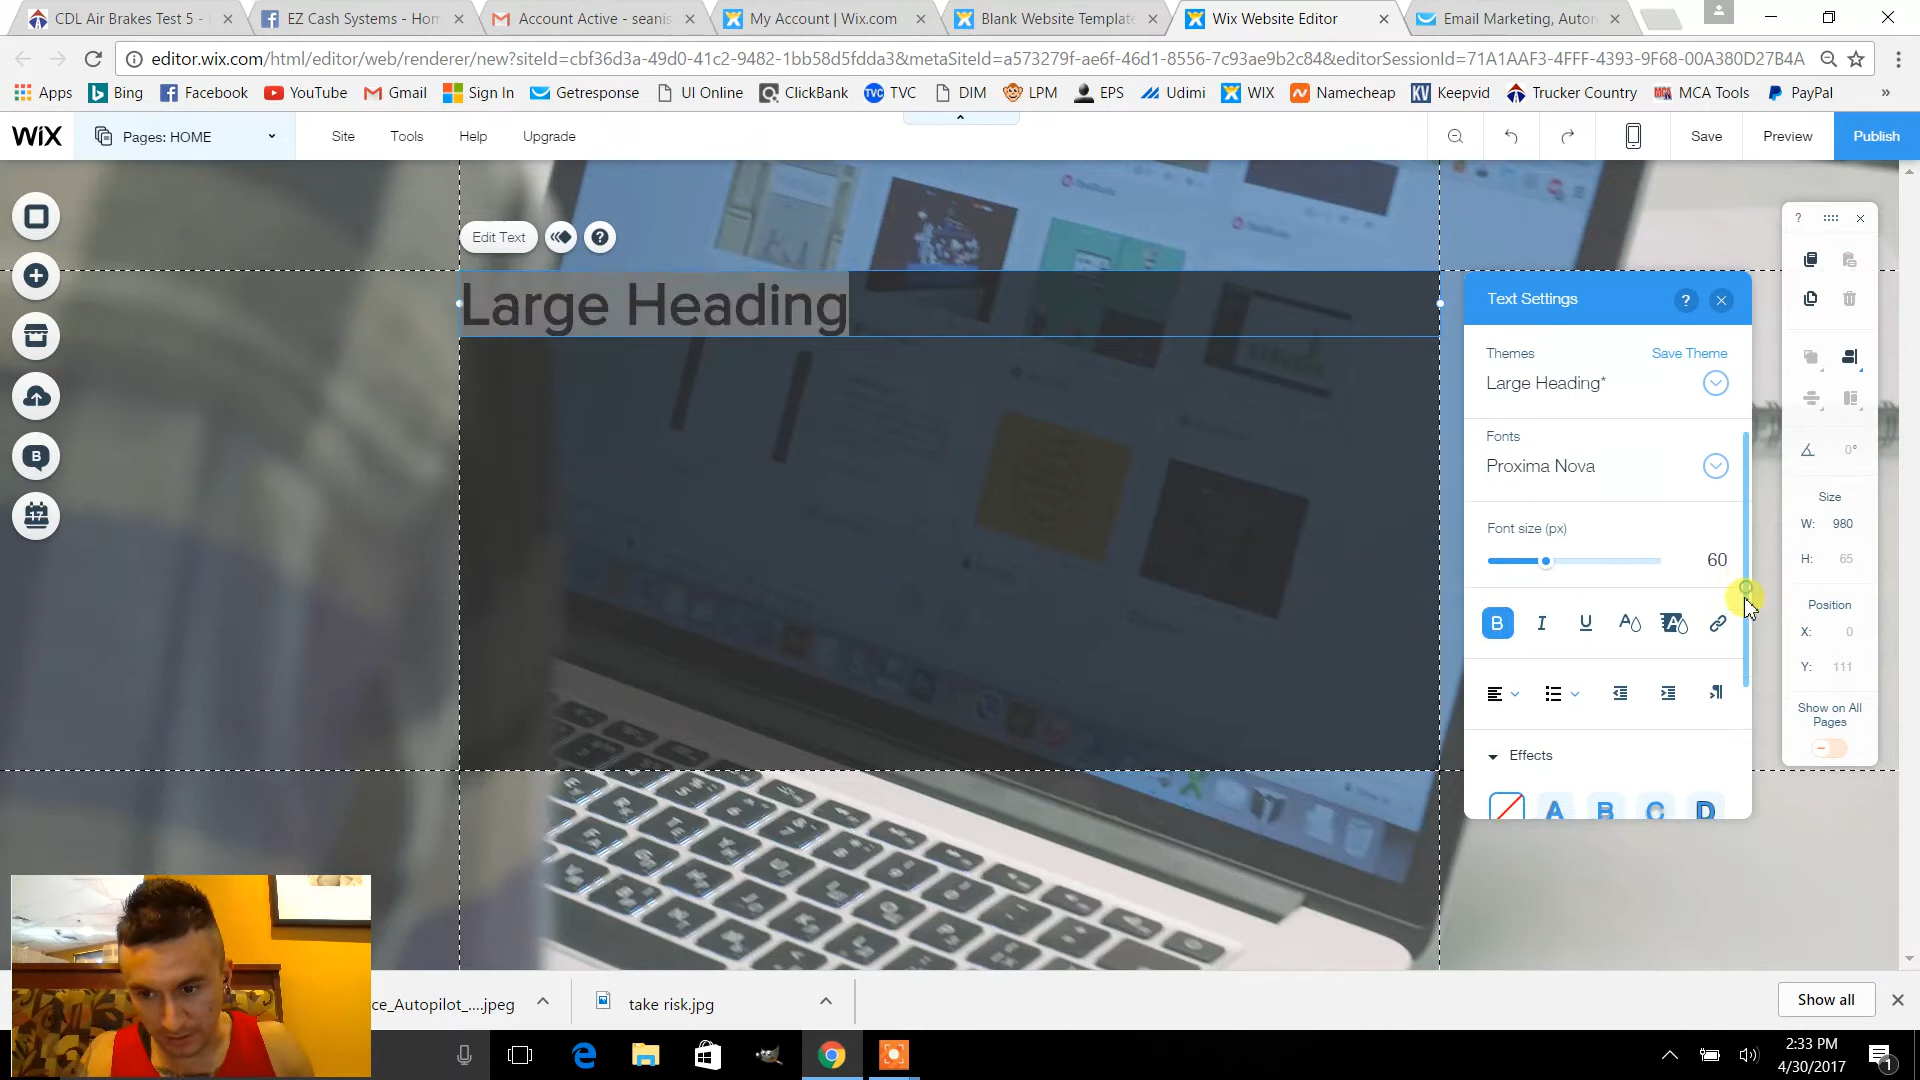 CDL Air Brakes Test 5 -
EZ Cash Systems - Hom
Account Active - seanis
My Account | Wix.com
Blank Website Template
Wix Website Editor
Email Marketing, Auton
editor.wix.com/html/editor/web/renderer/new?siteId=cbf36d3a-49d0-41c2-9482-1bb58d5fdda3&metaSiteId=a573279f-ae6f-46d1-8556-7c93ae9b2c84&editorSessionId=71A1AAF3-4FFF-4393-9F68-00A380D27B4A
Apps
Bing
Facebook
YouTube
Gmail
Sign In
Getresponse
UI Online
ClickBank
TVC
DIM
LPM
EPS
Udimi
WIX
Namecheap
Keepvid
Trucker Country
MCA Tools
PayPal
WiX
Pages: HOME
Site
Tools
Help
Upgrade
Save
Preview
Publish
Edit Text
Large Heading
Text Settings
Themes
Save Theme
Large Heading*
Fonts
Proxima Nova
Font size (px)
60
B
I
U
Effects
A
B
C
D
0°
Size
W: 980
H: 65
Position
X: 0
Y: 111
Show on All
Pages
17
ce_Autopilot_....jpeg
take risk.jpg
Show all
2:33 PM
4/30/2017
1